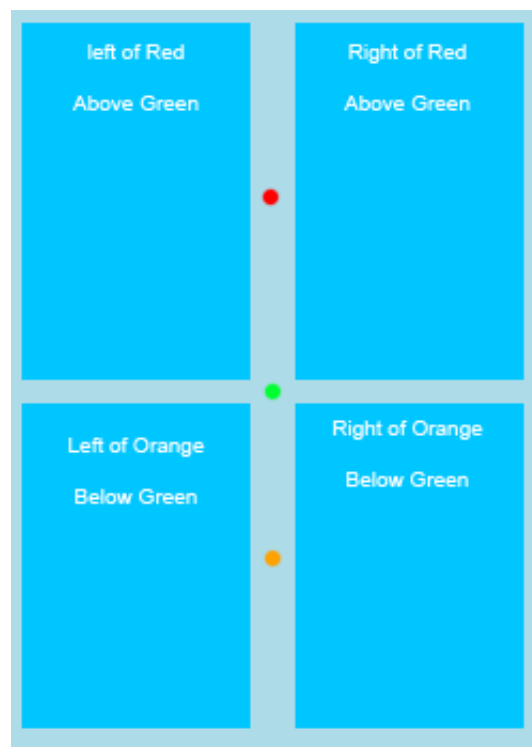 left of Red
Above Green
Right of Red
Above Green
Left of Orange
Below Green
Right of Orange
Below Green